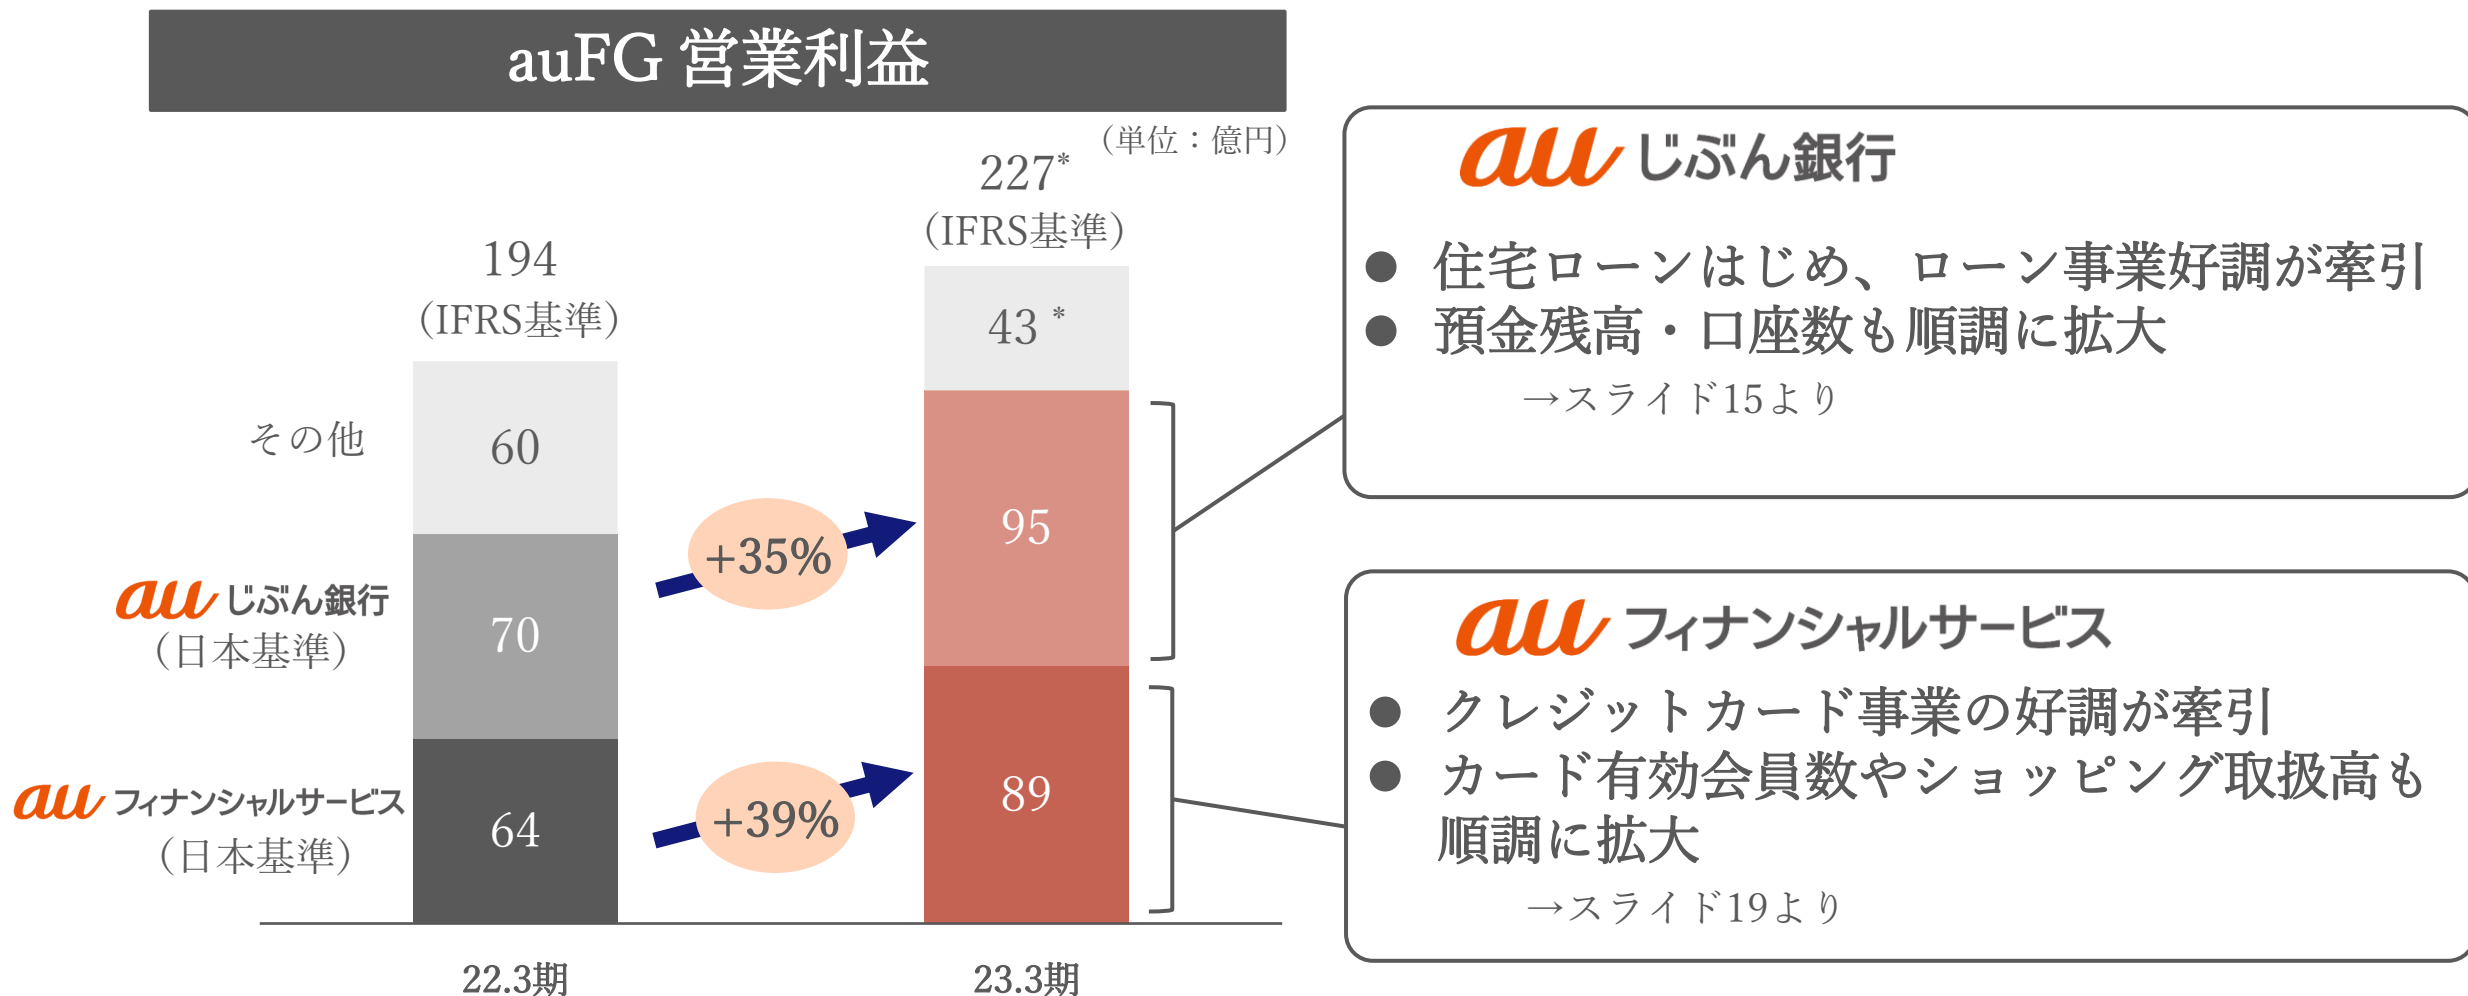 auFG 営業利益
（単位：億円）
227*
（IFRS基準）
194
（IFRS基準）
43 *
その他
60
+35%
95
au じぶん銀行
（日本基準）
70
+39%
89
au フィナンシャルサービス
（日本基準）
64
22.3期
23.3期
au じぶん銀行
● 住宅ローンはじめ、ローン事業好調が牽引
● 預金残高・口座数も順調に拡大
→スライド15より
au フィナンシャルサービス
● クレジットカード事業の好調が牽引
● カード有効会員数やショッピング取扱高も
順調に拡大
→スライド19より